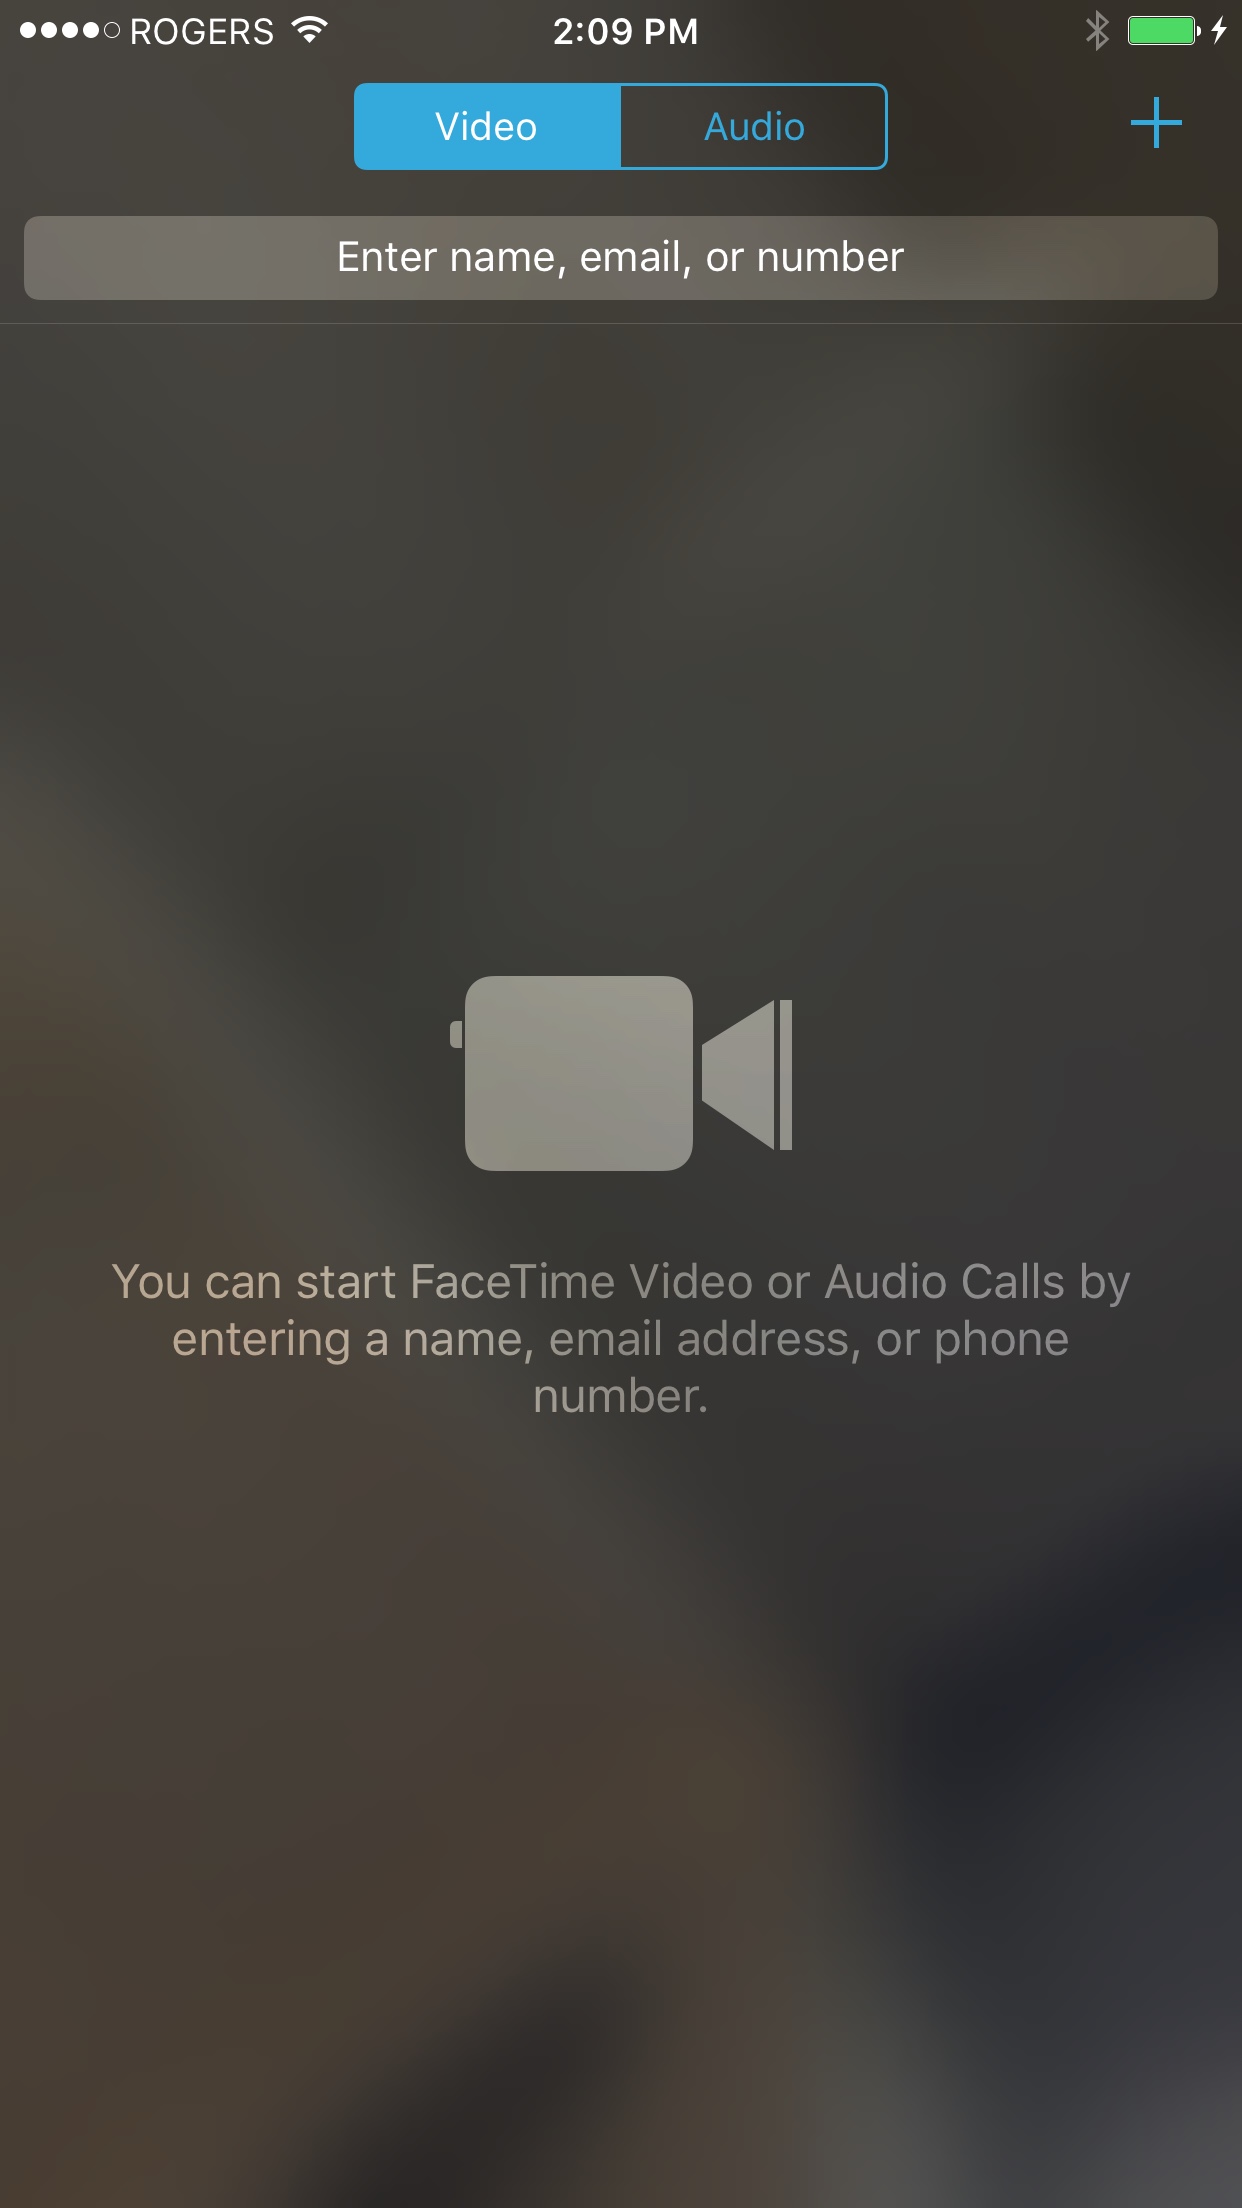 ROGERS 2:09 PM
Video Audio
Enter name, email, or number
You can start FaceTime Video or Audio Calls by
entering a name, email address, or phone
number.